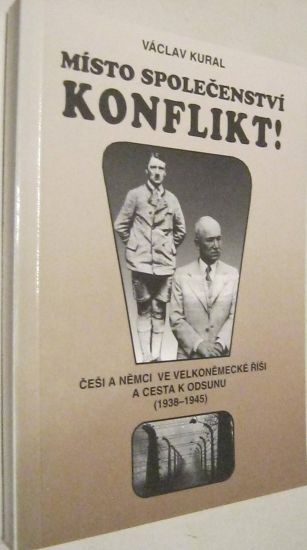 VÁCLAV KURAL
MÍSTO SPOLEČENSTVÍ
KONFLIKT!
ČEŠI A NĚMCI VE VELKONĚMECKÉ ŘÍŠI
A CESTA K ODSUNU
(1938–1945)